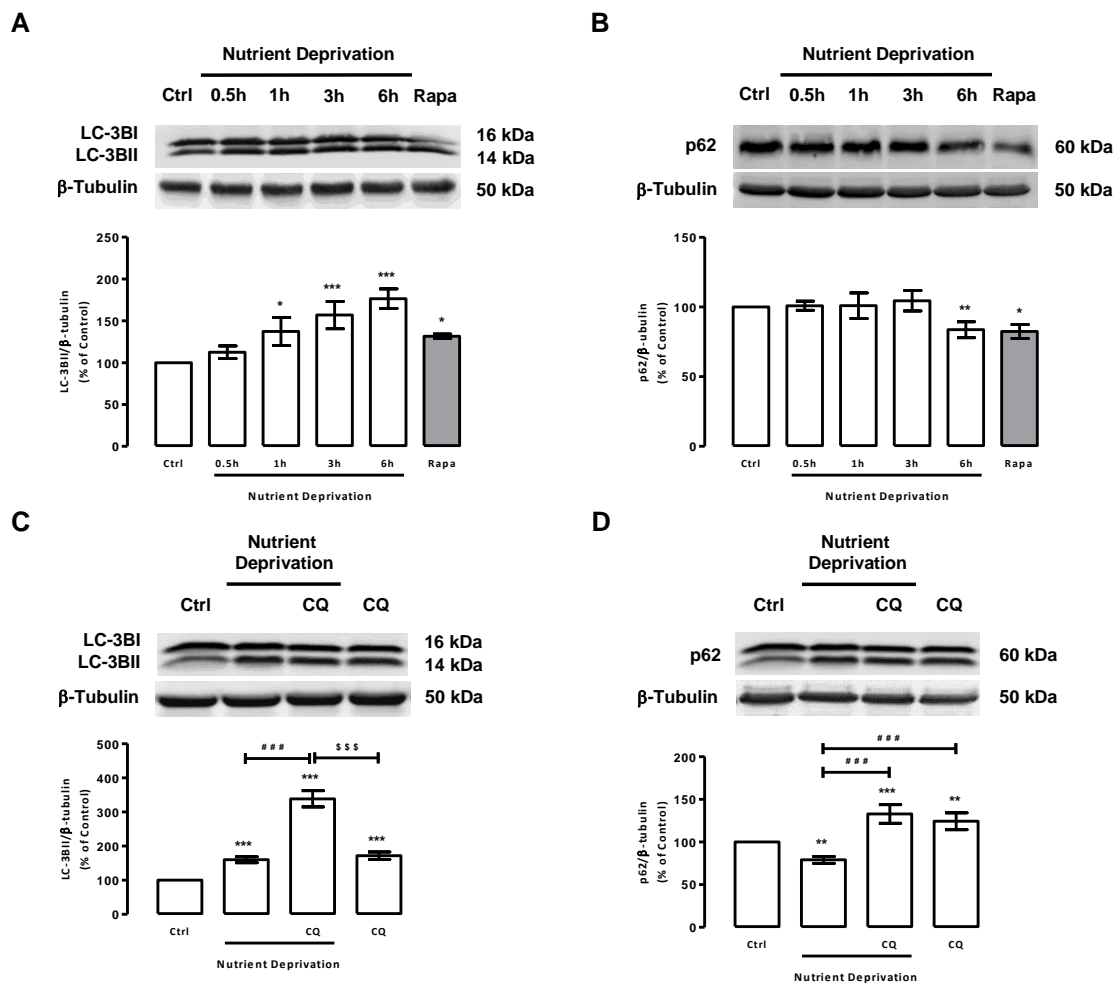 A
Nutrient Deprivation
Ctrl 0.5h 1h 3h 6h Rapa
LC-3BI 16 kDa
LC-3BII 14 kDa
β-Tubulin 50 kDa
LC-3BII/β-tubulin
(% of Control)
250
200
150
100
50
0
* *** *** *
Ctrl 0.5h 1h 3h 6h Rapa
Nutrient Deprivation
B
Nutrient Deprivation
Ctrl 0.5h 1h 3h 6h Rapa
p62 60 kDa
β-Tubulin 50 kDa
p62/β-ubulin
(% of Control)
150
100
50
0
** *
Ctrl 0.5h 1h 3h 6h Rapa
Nutrient Deprivation
C
Nutrient
Deprivation
Ctrl CQ CQ
LC-3BI 16 kDa
LC-3BII 14 kDa
β-Tubulin 50 kDa
LC-3BII/β-tubulin
(% of Control)
500
400
300
200
100
0
### $$$
*** *** ***
Ctrl CQ CQ
Nutrient Deprivation
D
Nutrient
Deprivation
Ctrl CQ CQ
p62 60 kDa
β-Tubulin 50 kDa
p62/β-tubulin
(% of Control)
200
150
100
50
0
###
###
** *** **
Ctrl CQ CQ
Nutrient Deprivation